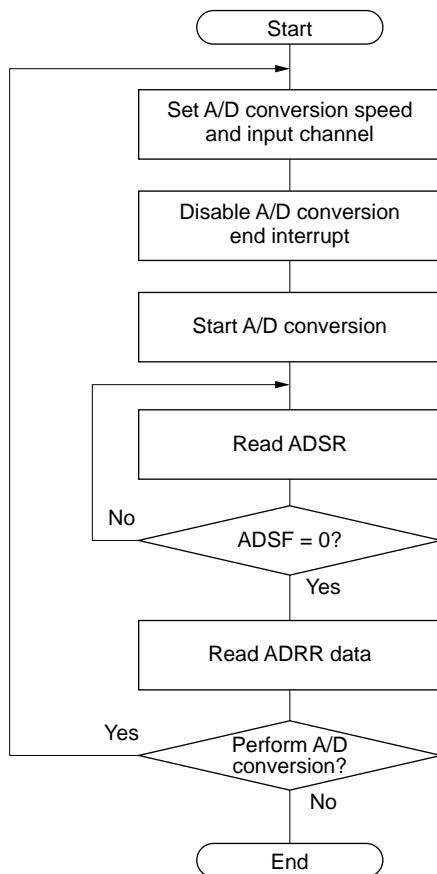 Start
Set A/D conversion speed
and input channel
Disable A/D conversion
end interrupt
Start A/D conversion
Read ADSR
No
ADSF = 0?
Yes
Read ADRR data
Yes
Perform A/D
conversion?
No
End